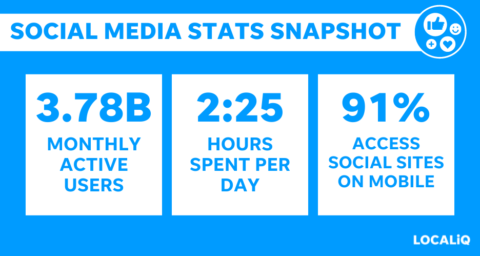 SOCIAL MEDIA STATS SNAPSHOT
3.78B
MONTHLY
ACTIVE
USERS
2:25
HOURS
SPENT PER
DAY
91%
ACCESS
SOCIAL SITES
ON MOBILE
LOCALiQ